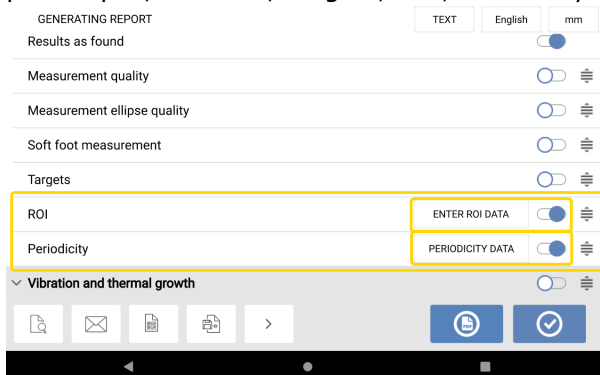 GENERATING REPORT TEXT English mm
Results as found
Measurement quality
Measurement ellipse quality
Soft foot measurement
Targets
ROI ENTER ROI DATA
Periodicity PERIODICITY DATA
Vibration and thermal growth
PDF